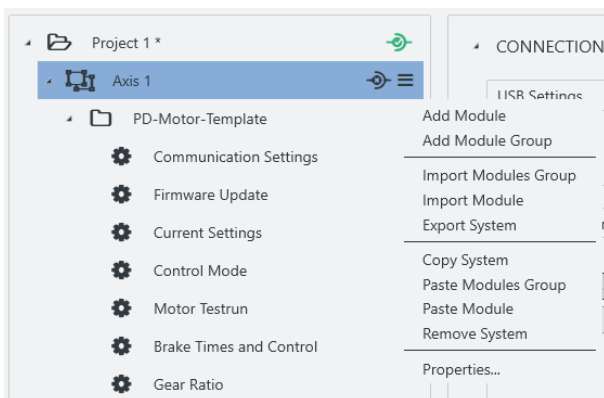 Project 1 *
CONNECTION
Axis 1
USB Settings
PD-Motor-Template
Communication Settings
Firmware Update
Current Settings
Control Mode
Motor Testrun
Brake Times and Control
Gear Ratio
Add Module
Add Module Group
Import Modules Group
Import Module
Export System
Copy System
Paste Modules Group
Paste Module
Remove System
Properties...